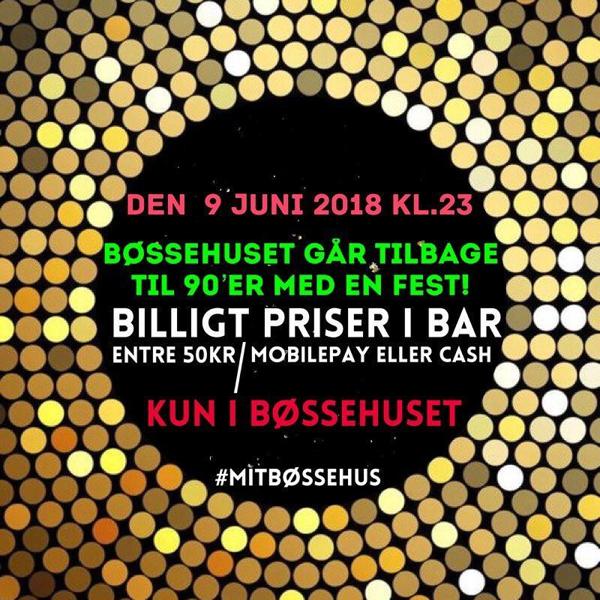 DEN 9 JUNI 2018 KL.23
BØSSEHUSET GÅR TILBAGE
TIL 90'ER MED EN FEST!
BILLIGT PRISER I BAR
ENTRE 50KR/MOBILEPAY ELLER CASH
KUN I BØSSEHUSET
#MITBØSSEHUS